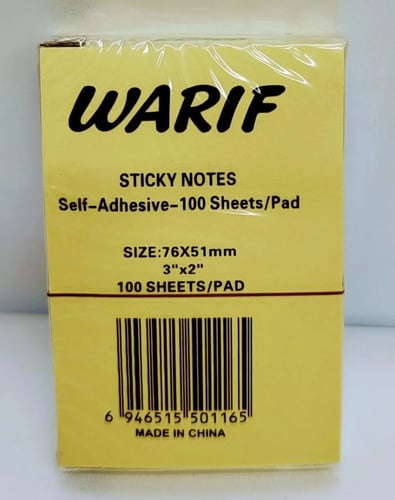 WARIF
STICKY NOTES
Self-Adhesive-100 Sheets/Pad
SIZE:76X51mm
3"x2"
100 SHEETS/PAD
6 946515 501165
MADE IN CHINA